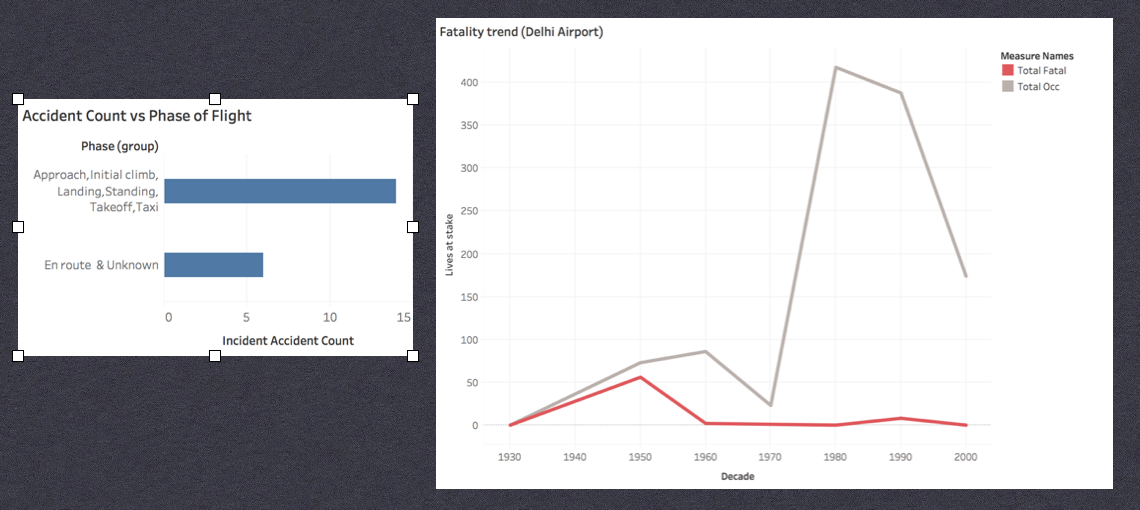 Accident Count vs Phase of Flight
Phase (group)
Approach,Initial climb,
Landing,Standing,
Takeoff,Taxi
En route & Unknown
0 5 10 15
Incident Accident Count
Fatality trend (Delhi Airport)
Measure Names
Total Fatal
Total Occ
Lives at stake
400
350
300
250
200
150
100
50
0
1930 1940 1950 1960 1970 1980 1990 2000
Decade